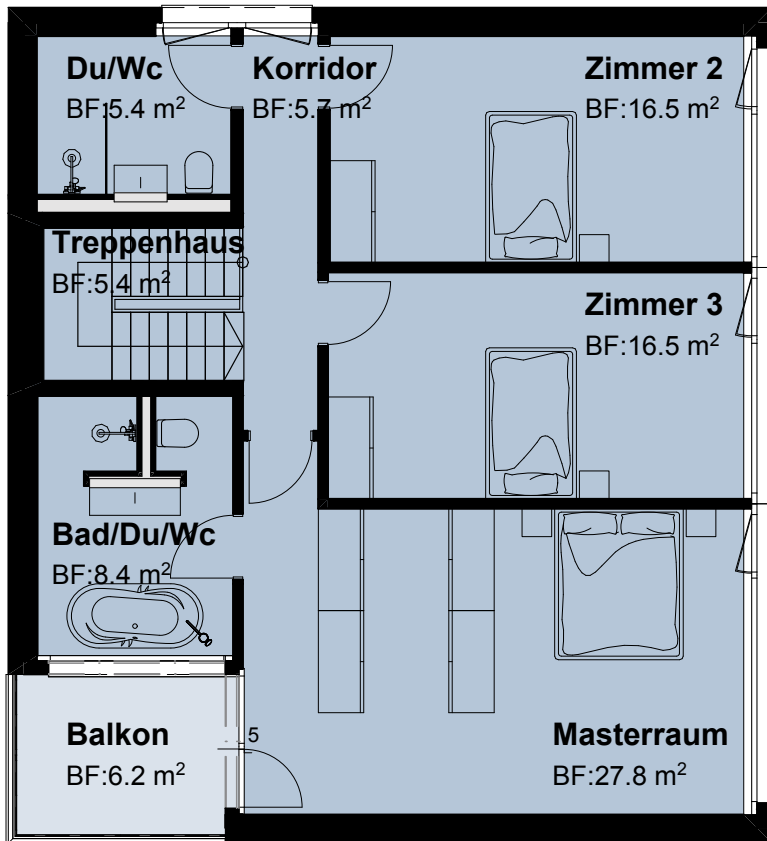 Du/Wc
BF:5.4 m²
Korridor
BF:5.7 m²
Zimmer 2
BF:16.5 m²
Treppenhaus
BF:5.4 m²
Zimmer 3
BF:16.5 m²
Bad/Du/Wc
BF:8.4 m²
Balkon
BF:6.2 m²
5
Masterraum
BF:27.8 m²